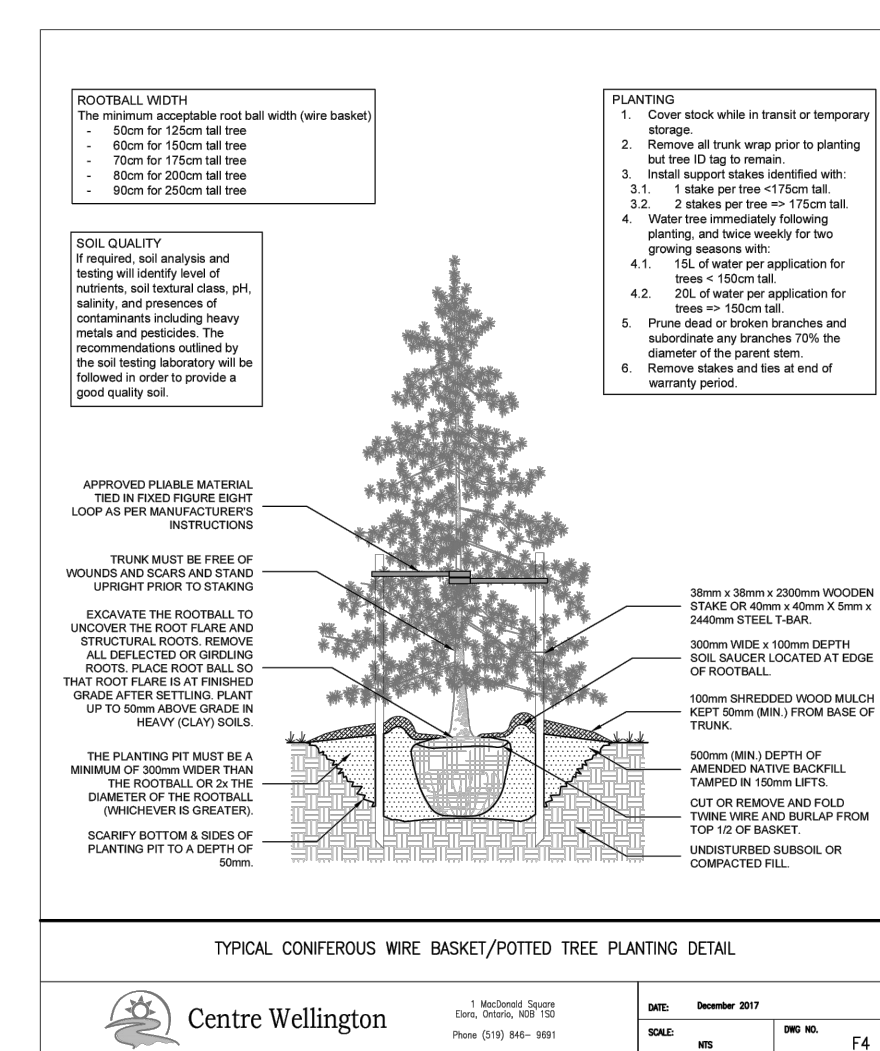 ROOTBALL WIDTH
The minimum acceptable root ball width (wire basket)
- 50cm for 125cm tall tree
- 60cm for 150cm tall tree
- 70cm for 175cm tall tree
- 80cm for 200cm tall tree
- 90cm for 250cm tall tree
SOIL QUALITY
If required, soil analysis and
testing will identify level of
nutrients, soil textural class, pH,
salinity, and presences of
contaminants including heavy
metals and pesticides. The
recommendations outlined by
the soil testing laboratory will be
followed in order to provide a
good quality soil.
PLANTING
1. Cover stock while in transit or temporary
storage.
2. Remove all trunk wrap prior to planting
but tree ID tag to remain.
3. Install support stakes identified with:
3.1. 1 stake per tree <175cm tall.
3.2. 2 stakes per tree => 175cm tall.
4. Water tree immediately following
planting, and twice weekly for two
growing seasons with:
4.1. 15L of water per application for
trees < 150cm tall.
4.2. 20L of water per application for
trees => 150cm tall.
5. Prune dead or broken branches and
subordinate any branches 70% the
diameter of the parent stem.
6. Remove stakes and ties at end of
warranty period.
APPROVED PLIABLE MATERIAL
TIED IN FIXED FIGURE EIGHT
LOOP AS PER MANUFACTURER'S
INSTRUCTIONS
TRUNK MUST BE FREE OF
WOUNDS AND SCARS AND STAND
UPRIGHT PRIOR TO STAKING
EXCAVATE THE ROOTBALL TO
UNCOVER THE ROOT FLARE AND
STRUCTURAL ROOTS. REMOVE
ALL DEFLECTED OR GIRDLING
ROOTS. PLACE ROOT BALL SO
THAT ROOT FLARE IS AT FINISHED
GRADE AFTER SETTLING. PLANT
UP TO 50mm ABOVE GRADE IN
HEAVY (CLAY) SOILS.
THE PLANTING PIT MUST BE A
MINIMUM OF 300mm WIDER THAN
THE ROOTBALL OR 2x THE
DIAMETER OF THE ROOTBALL
(WHICHEVER IS GREATER).
SCARIFY BOTTOM & SIDES OF
PLANTING PIT TO A DEPTH OF
50mm.
38mm x 38mm x 2300mm WOODEN
STAKE OR 40mm x 40mm X 5mm x
2440mm STEEL T-BAR.
300mm WIDE x 100mm DEPTH
SOIL SAUCER LOCATED AT EDGE
OF ROOTBALL.
100mm SHREDDED WOOD MULCH
KEPT 50mm (MIN.) FROM BASE OF
TRUNK.
500mm (MIN.) DEPTH OF
AMENDED NATIVE BACKFILL
TAMPED IN 150mm LIFTS.
CUT OR REMOVE AND FOLD
TWINE WIRE AND BURLAP FROM
TOP 1/2 OF BASKET.
UNDISTURBED SUBSOIL OR
COMPACTED FILL.
TYPICAL CONIFEROUS WIRE BASKET/POTTED TREE PLANTING DETAIL
Centre Wellington
1 MacDonald Square
Elora, Ontario, N0B 1S0
Phone (519) 846- 9691
DATE: December 2017
SCALE: NTS
DWG NO. F4